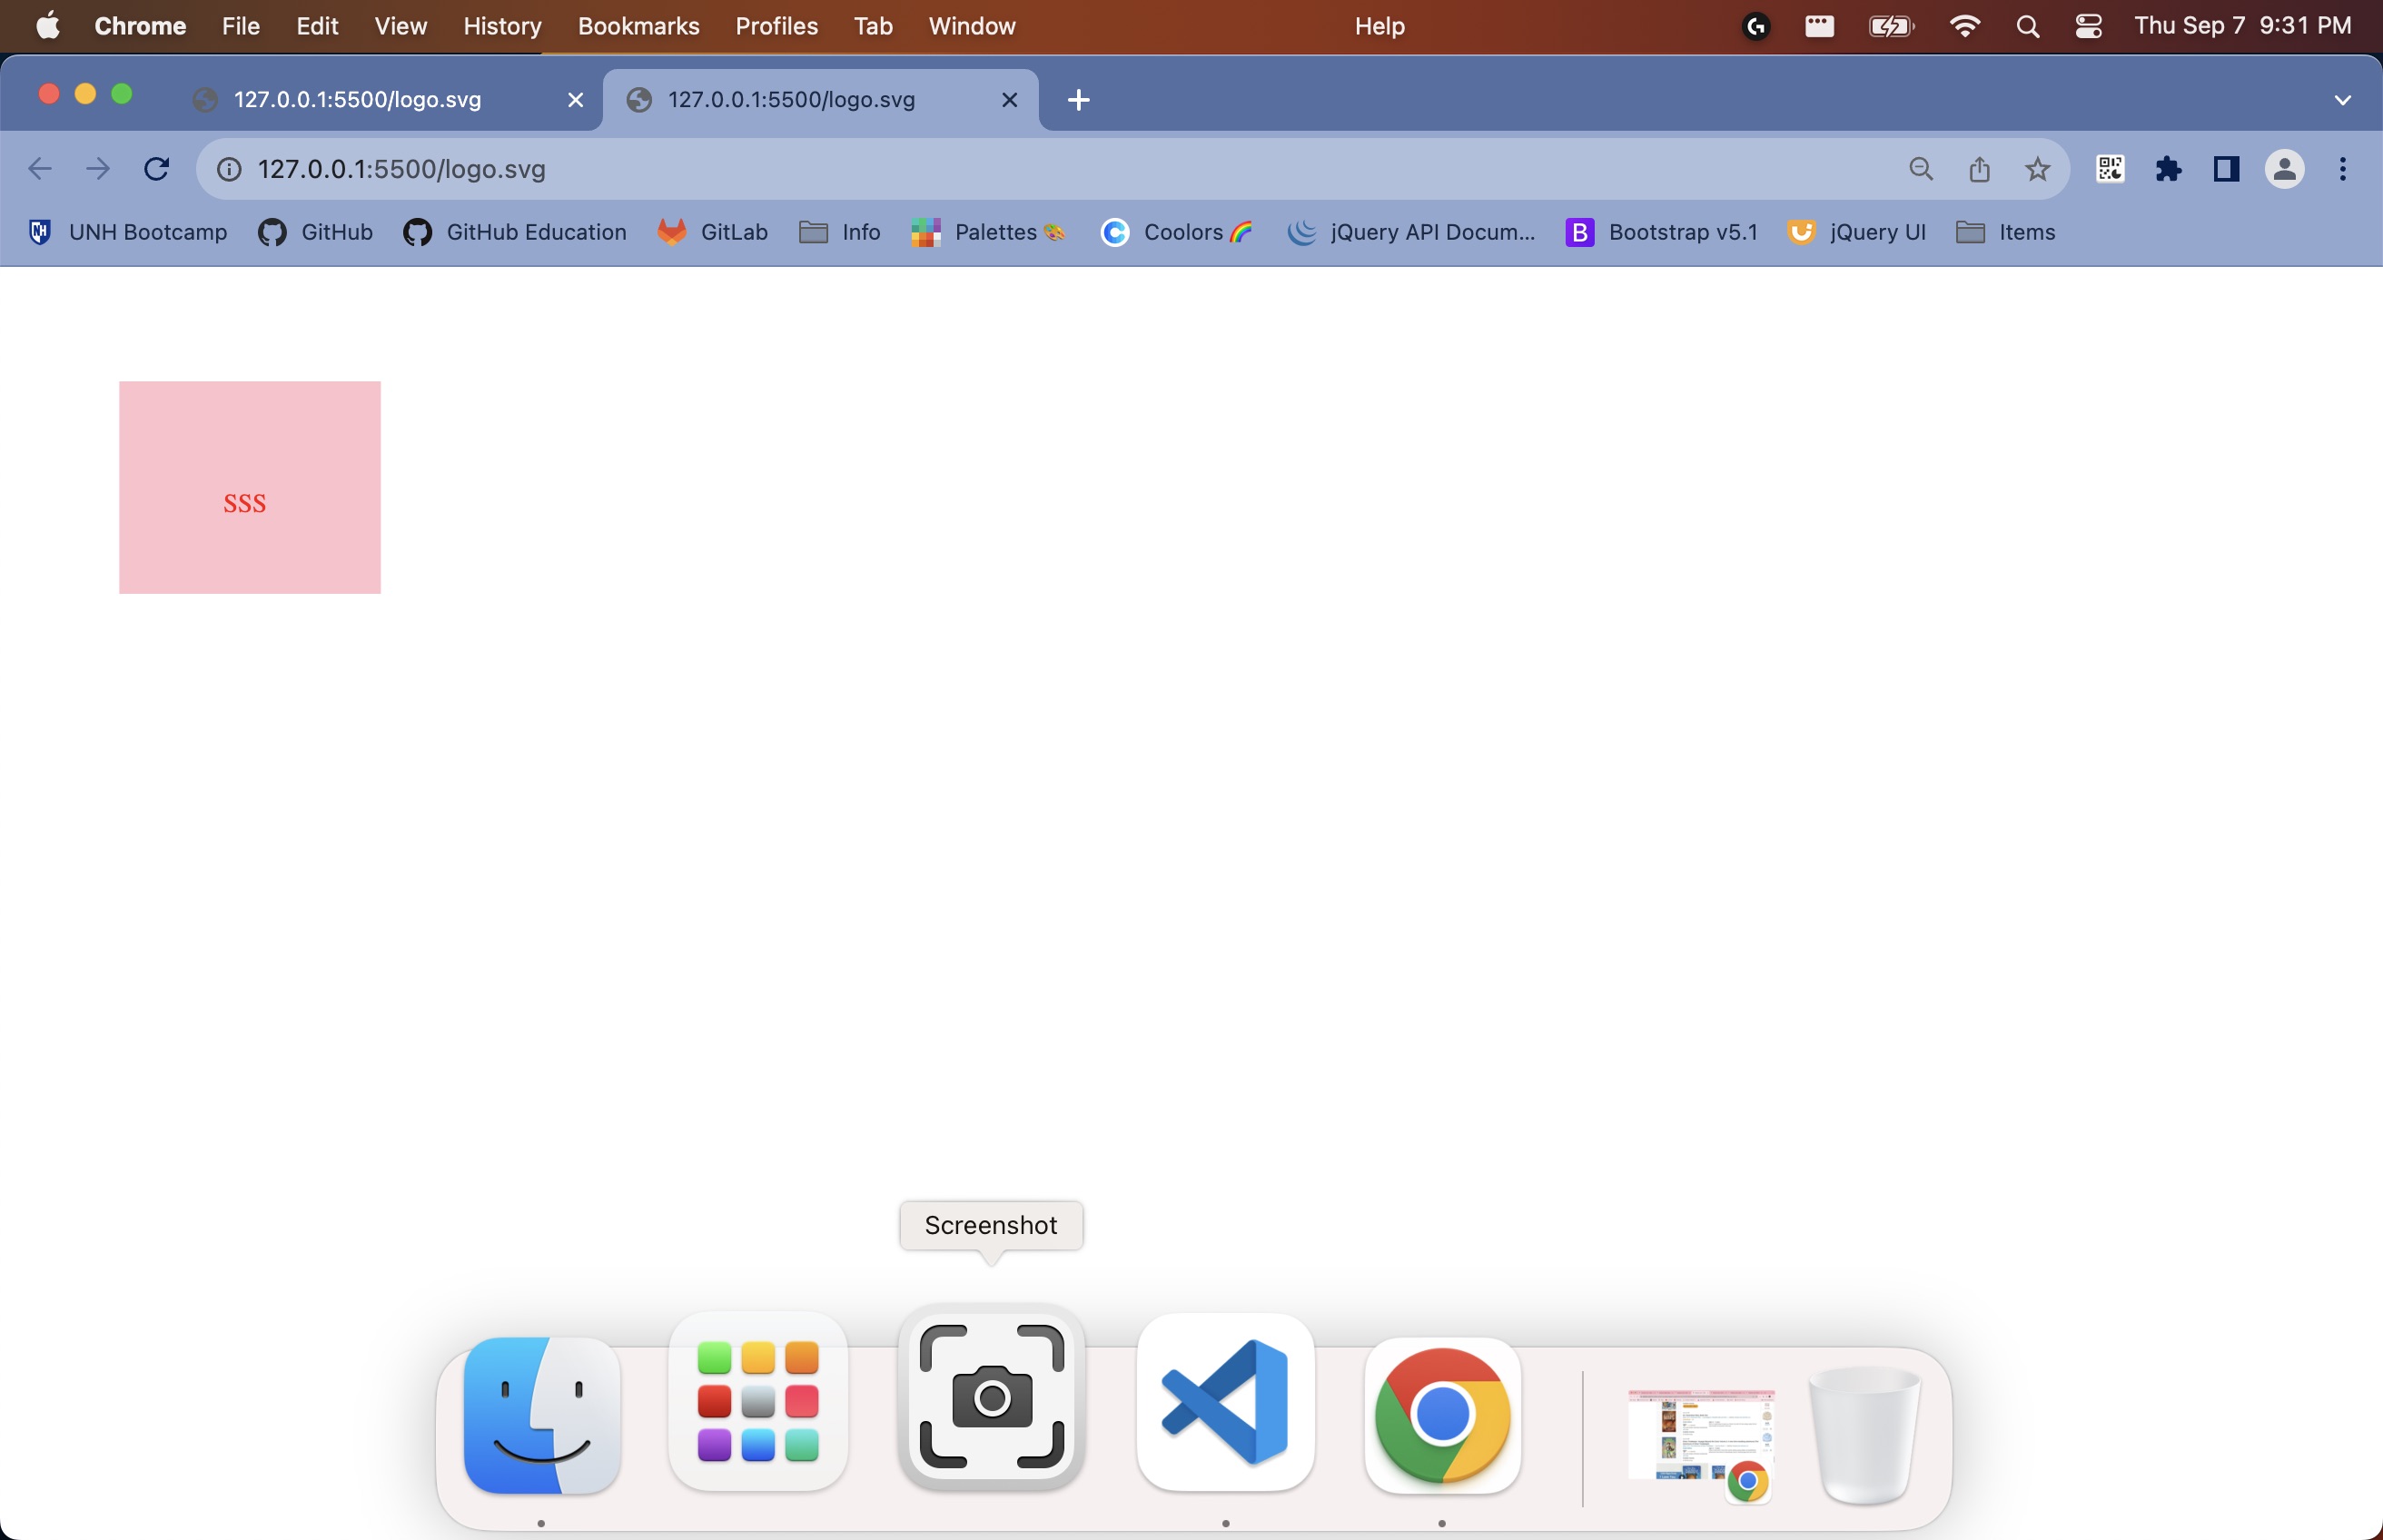 Chrome File Edit View History Bookmarks Profiles Tab Window Help Thu Sep 7 9:31 PM
127.0.0.1:5500/logo.svg 127.0.0.1:5500/logo.svg
127.0.0.1:5500/logo.svg
UNH Bootcamp GitHub GitHub Education GitLab Info Palettes🎨 Coolors🌈 jQuery API Docum... B Bootstrap v5.1 jQuery UI Items
sss
Screenshot